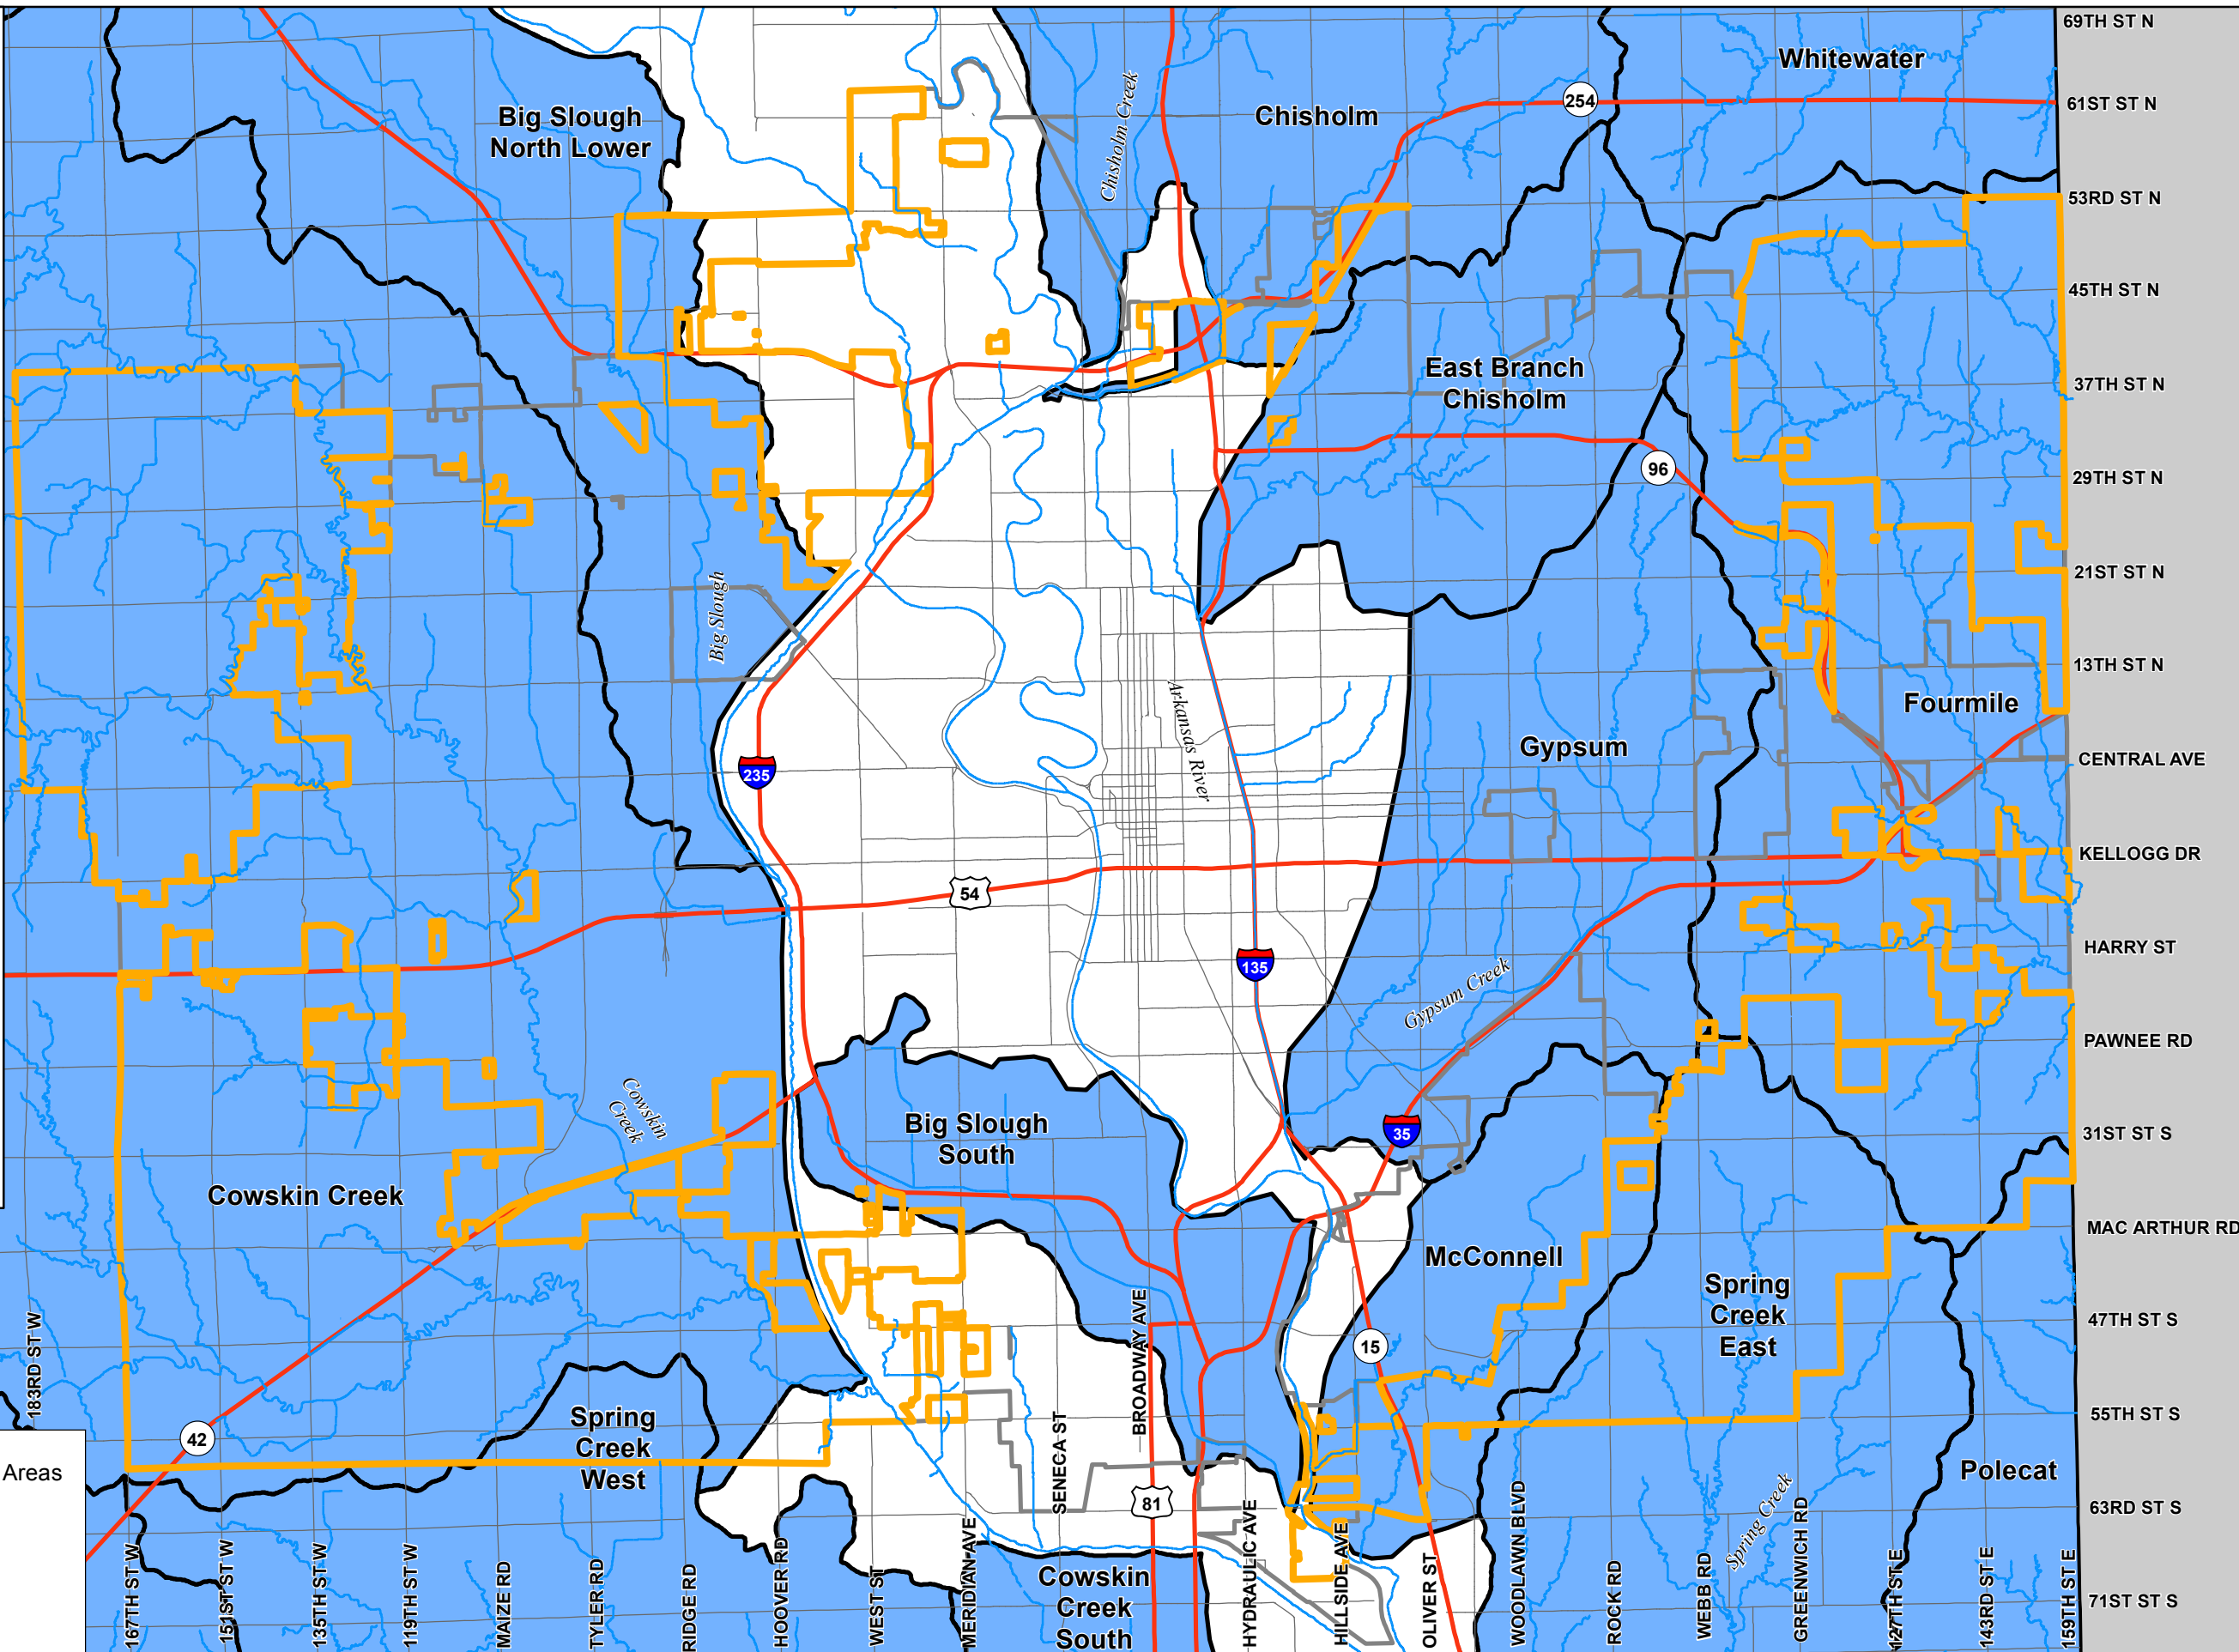 69TH ST N
Whitewater
Big Slough
North Lower
Chisholm Creek
Chisholm
254
61ST ST N
53RD ST N
45TH ST N
East Branch
Chisholm
37TH ST N
96
29TH ST N
21ST ST N
Big Slough
13TH ST N
Arkansas River
Fourmile
Gypsum
CENTRAL AVE
235
KELLOGG DR
54
HARRY ST
135
Gypsum Creek
PAWNEE RD
Cowskin
Creek
Big Slough
South
35
31ST ST S
Cowskin Creek
MAC ARTHUR RD
McConnell
Spring
Creek
East
183RD ST W
BROADWAY AVE
15
47TH ST S
55TH ST S
Spring
Creek
West
42
SENECA ST
Areas
Polecat
81
63RD ST S
Spring Creek
Cowskin
Creek
South
71ST ST S
167TH ST W
151ST ST W
135TH ST W
119TH ST W
MAIZE RD
TYLER RD
RIDGE RD
HOOVER RD
WEST ST
MERIDIAN AVE
HYDRAULIC AVE
HILLSIDE AVE
OLIVER ST
WOODLAWN BLVD
ROCK RD
WEBB RD
GREENWICH RD
127TH ST E
143RD ST E
159TH ST E